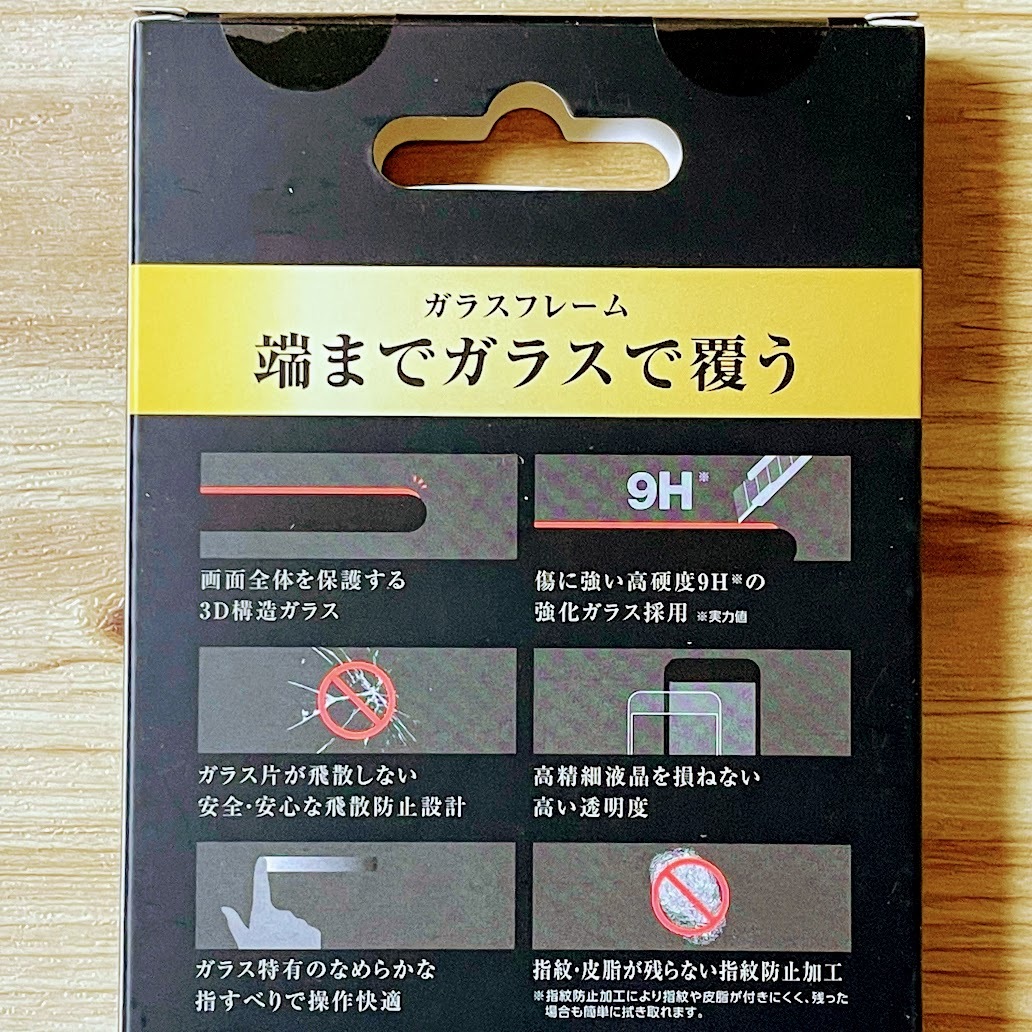 ガラスフレーム
端までガラスで覆う
9H※
画面全体を保護する
3D構造ガラス
傷に強い高硬度9H※の
強化ガラス採用 ※実力値
ガラス片が飛散しない
安全・安心な飛散防止設計
高精細液晶を損ねない
高い透明度
ガラス特有のなめらかな
指すべりで操作快適
指紋・皮脂が残らない指紋防止加工
※指紋防止加工により指紋や皮脂が付きにくく、残った
場合も簡単に拭き取れます。